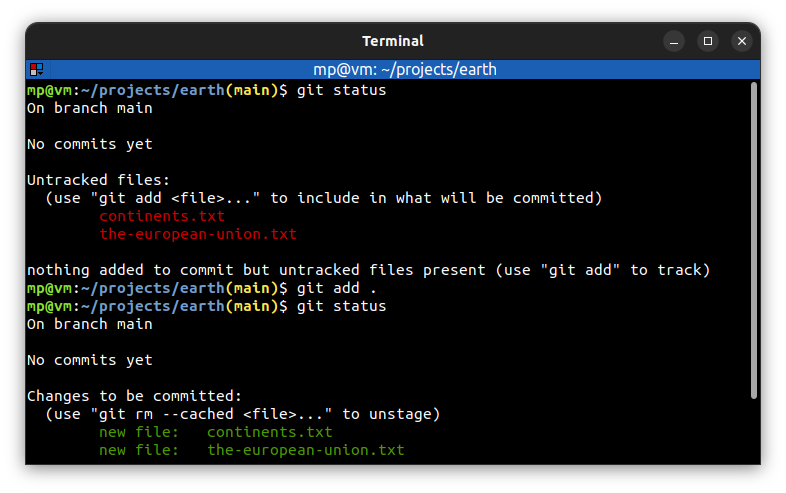 Terminal
mp@vm: ~/projects/earth
mp@vm:~/projects/earth(main)$ git status
On branch main
No commits yet
Untracked files:
(use "git add <file>..." to include in what will be committed)
continents.txt
the-european-union.txt
nothing added to commit but untracked files present (use "git add" to track)
mp@vm:~/projects/earth(main)$ git add .
mp@vm:~/projects/earth(main)$ git status
On branch main
No commits yet
Changes to be committed:
(use "git rm --cached <file>..." to unstage)
new file:   continents.txt
new file:   the-european-union.txt